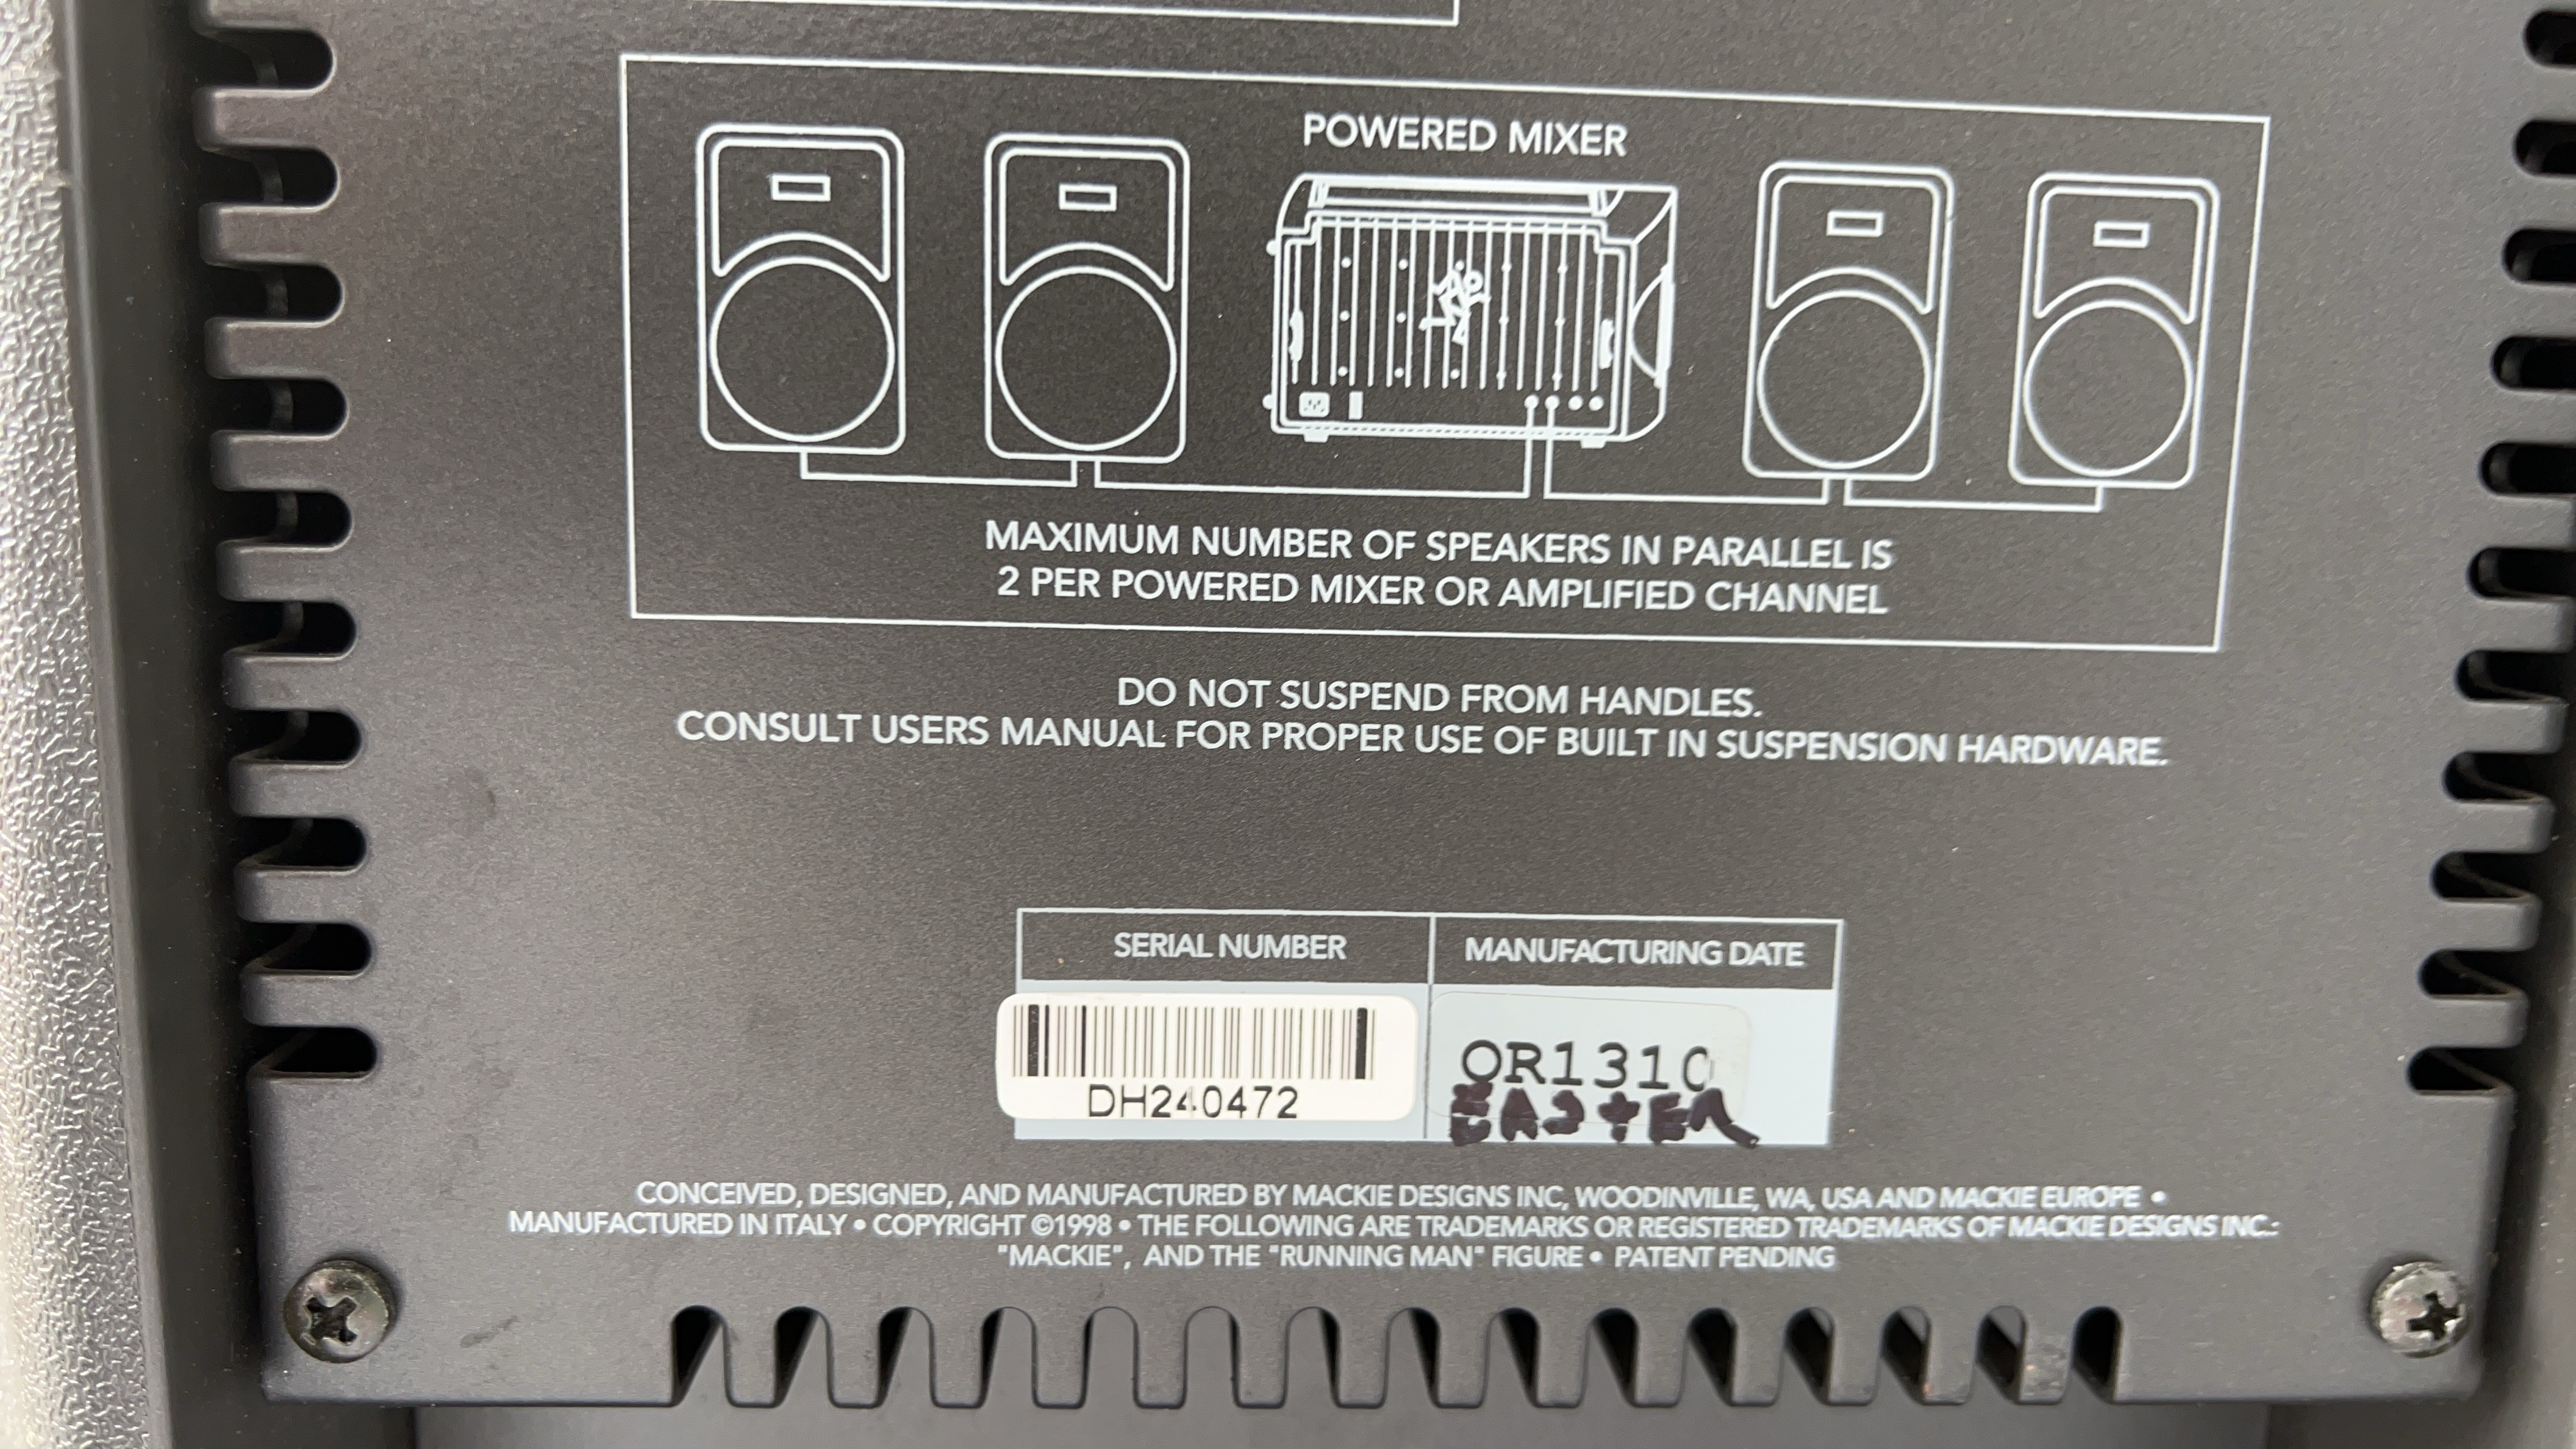 POWERED MIXER
MAXIMUM NUMBER OF SPEAKERS IN PARALLEL IS
2 PER POWERED MIXER OR AMPLIFIED CHANNEL
DO NOT SUSPEND FROM HANDLES.
CONSULT USERS MANUAL FOR PROPER USE OF BUILT IN SUSPENSION HARDWARE.
SERIAL NUMBER
DH240472
MANUFACTURING DATE
OR1310
EASTER
CONCEIVED, DESIGNED, AND MANUFACTURED BY MACKIE DESIGNS INC, WOODINVILLE, WA, USA AND MACKIE EUROPE •
MANUFACTURED IN ITALY • COPYRIGHT ©1998 • THE FOLLOWING ARE TRADEMARKS OR REGISTERED TRADEMARKS OF MACKIE DESIGNS INC.:
"MACKIE", AND THE "RUNNING MAN" FIGURE • PATENT PENDING